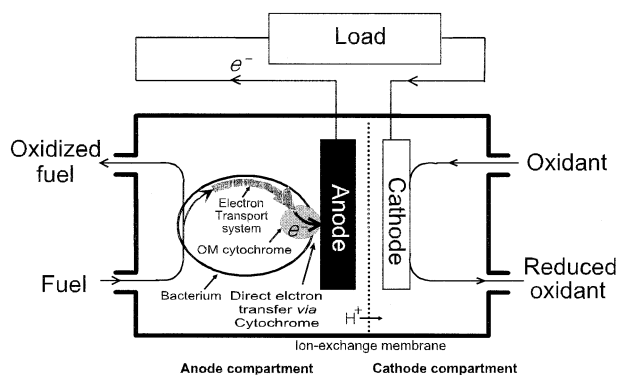 Load
e⁻
Oxidized
fuel
Oxidant
Electron
Transport
system
e⁻
OM cytochrome
Anode
Cathode
Fuel
Reduced
oxidant
Bacterium
Direct elctron
transfer via
Cytochrome
H⁺
Ion-exchange membrane
Anode compartment
Cathode compartment